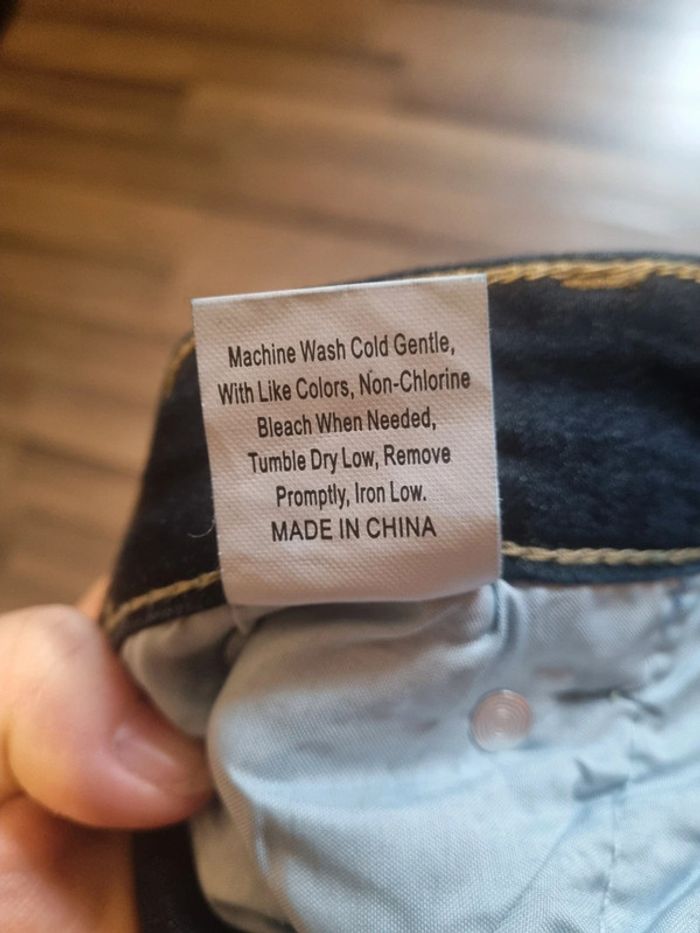 Machine Wash Cold Gentle,
With Like Colors, Non-Chlorine
Bleach When Needed,
Tumble Dry Low, Remove
Promptly, Iron Low.
MADE IN CHINA